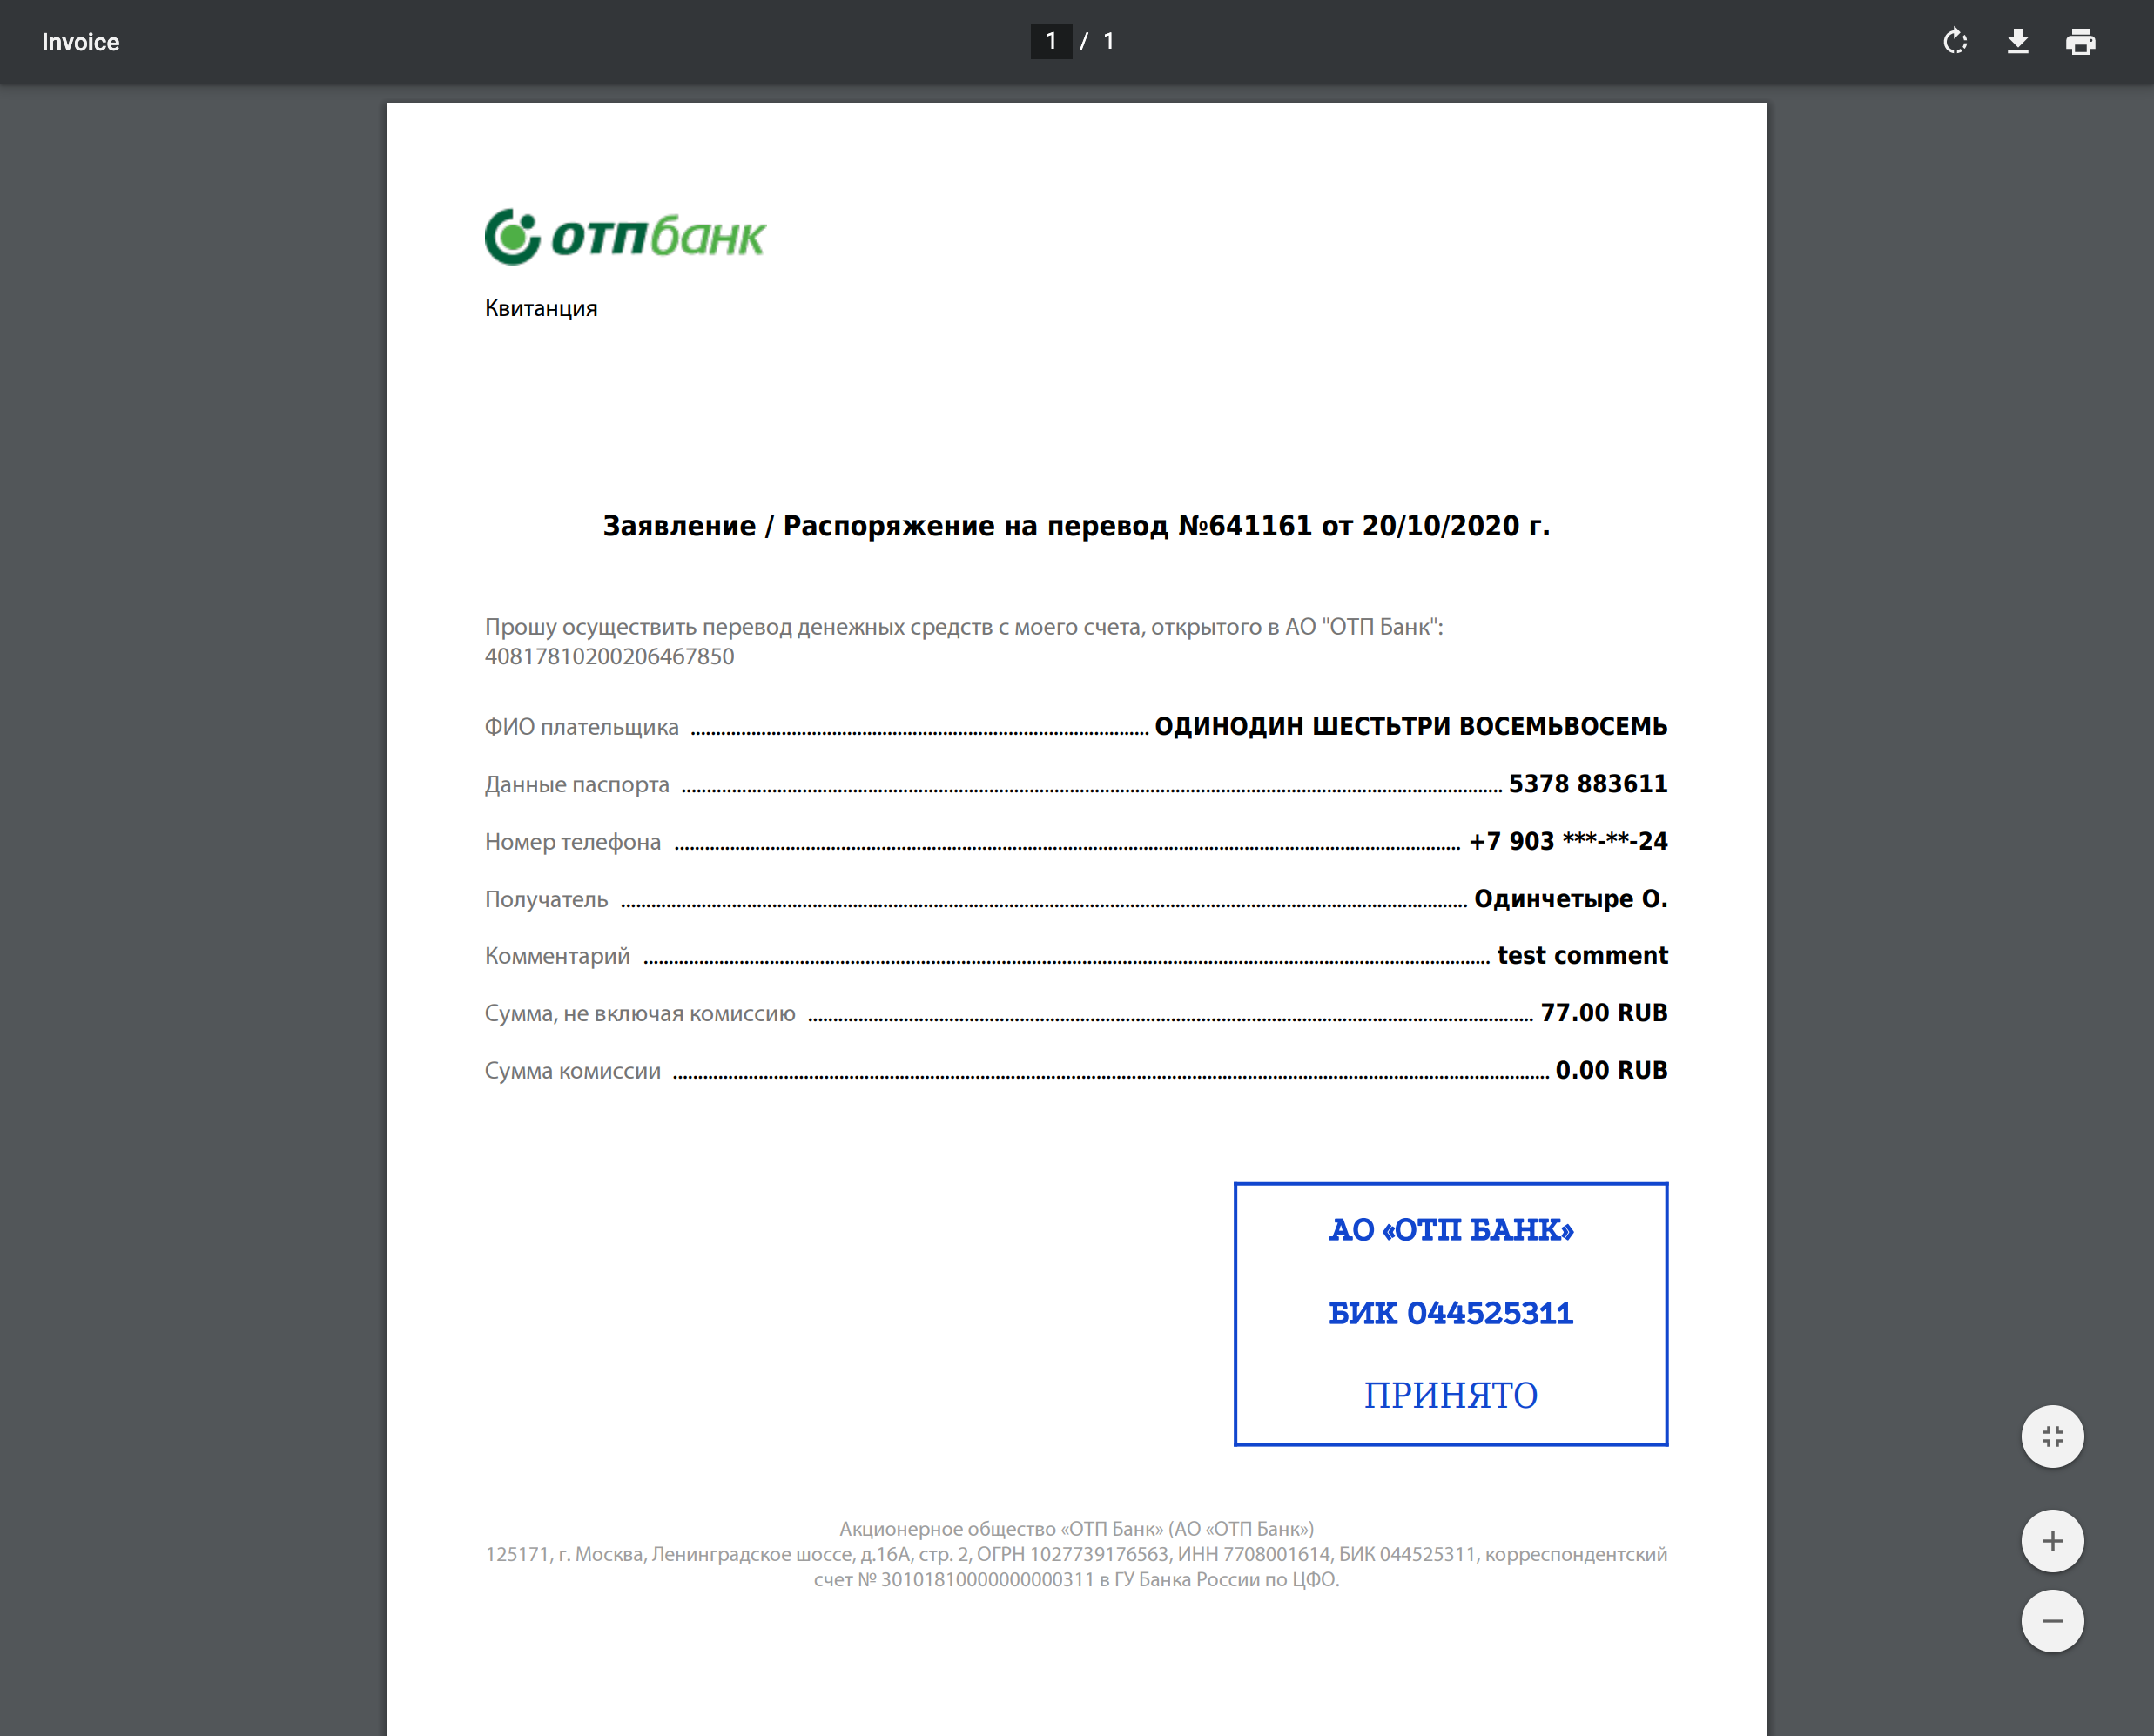 Invoice
1 / 1
отпбанк
Квитанция
Заявление / Распоряжение на перевод №641161 от 20/10/2020 г.
Прошу осуществить перевод денежных средств с моего счета, открытого в АО "ОТП Банк":
40817810200206467850
ФИО плательщика ........ ОДИНОДИН ШЕСТЬТРИ ВОСЕМЬВОСЕМЬ
Данные паспорта ........ 5378 883611
Номер телефона ........ +7 903 ***-**-24
Получатель ........ Одинчетыре О.
Комментарий ........ test comment
Сумма, не включая комиссию ........ 77.00 RUB
Сумма комиссии ........ 0.00 RUB
АО «ОТП БАНК»
БИК 044525311
ПРИНЯТО
Акционерное общество «ОТП Банк» (АО «ОТП Банк»)
125171, г. Москва, Ленинградское шоссе, д.16А, стр. 2, ОГРН 1027739176563, ИНН 7708001614, БИК 044525311, корреспондентский
счет № 30101810000000000311 в ГУ Банка России по ЦФО.